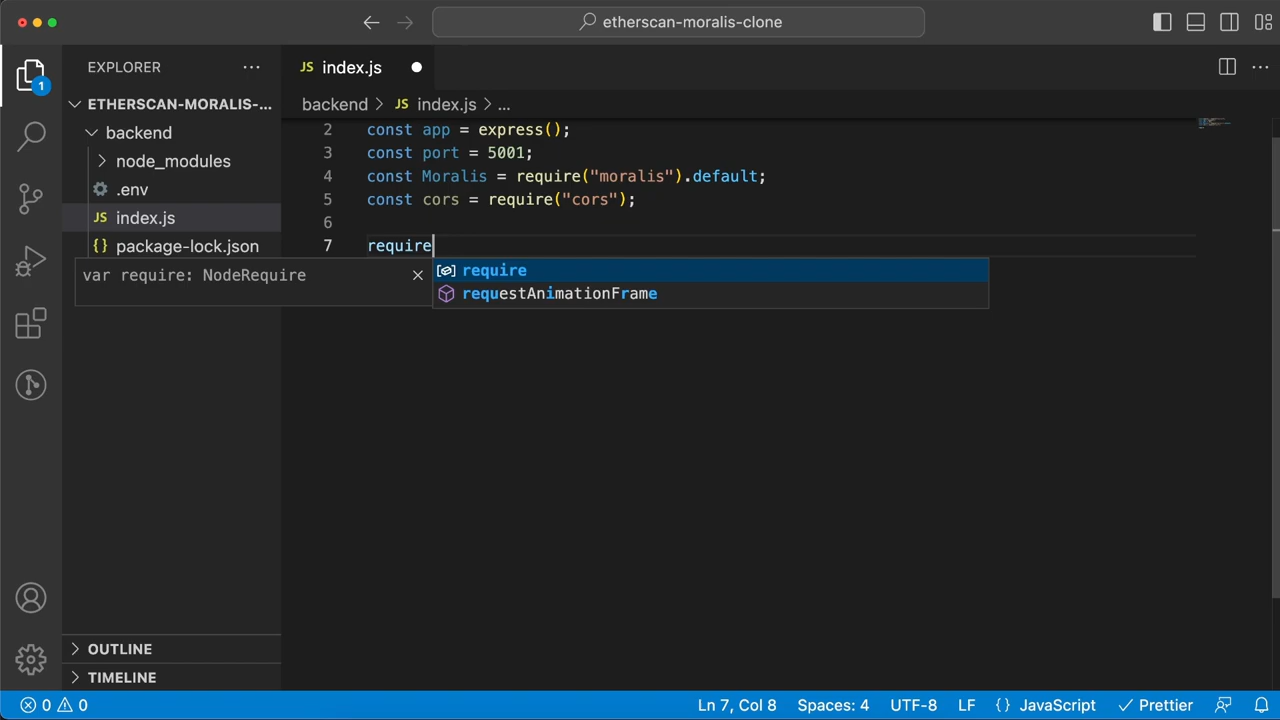 etherscan-moralis-clone
EXPLORER
JS index.js
1
ETHERSCAN-MORALIS-...
backend > JS index.js > ...
backend
node_modules
.env
JS index.js
{} package-lock.json
2 const app = express();
3 const port = 5001;
4 const Moralis = require("moralis").default;
5 const cors = require("cors");
6
7 require
var require: NodeRequire
require
requestAnimationFrame
OUTLINE
TIMELINE
0 0
Ln 7, Col 8 Spaces: 4 UTF-8 LF {} JavaScript Prettier